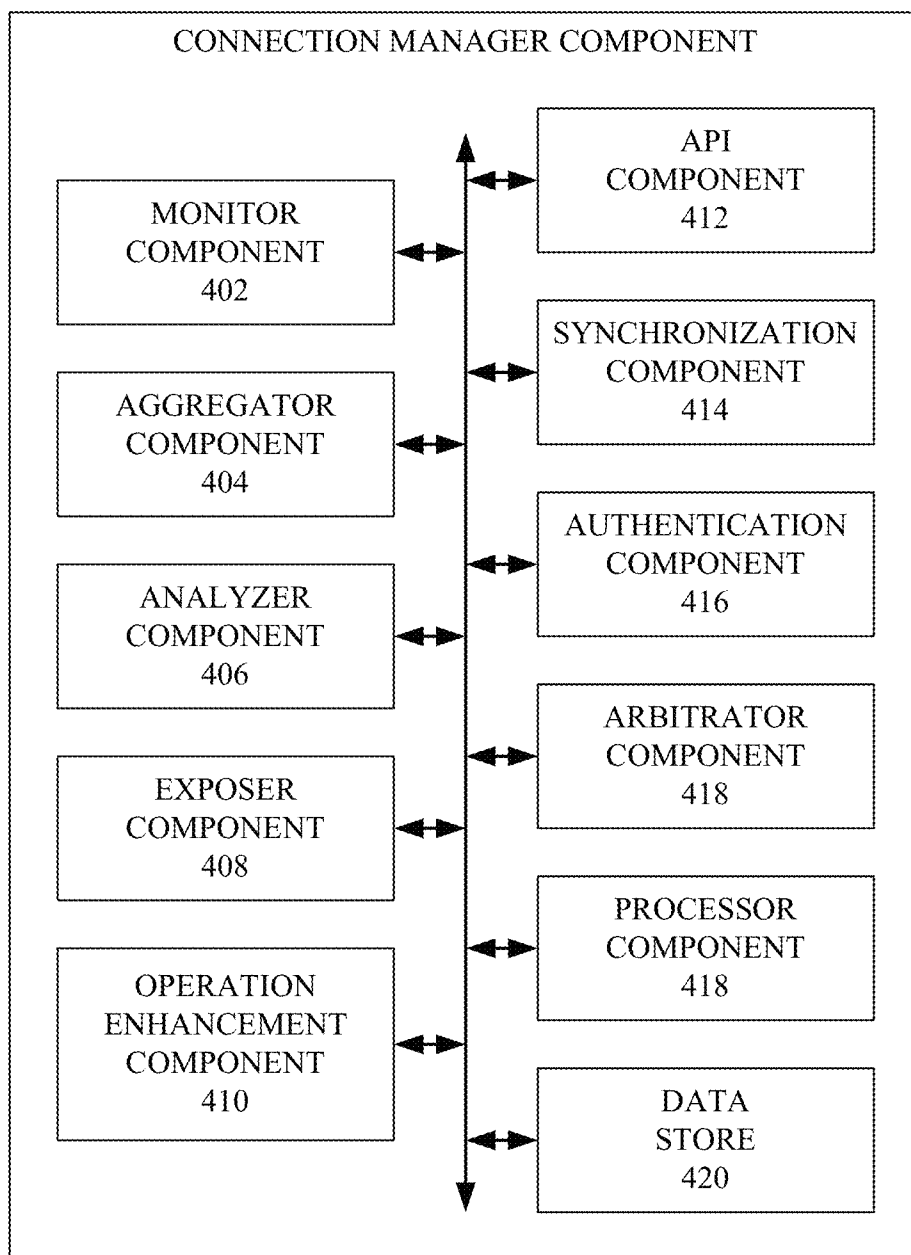 CONNECTION MANAGER COMPONENT
MONITOR
COMPONENT
402
AGGREGATOR
COMPONENT
404
ANALYZER
COMPONENT
406
EXPOSER
COMPONENT
408
OPERATION
ENHANCEMENT
COMPONENT
410
API
COMPONENT
412
SYNCHRONIZATION
COMPONENT
414
AUTHENTICATION
COMPONENT
416
ARBITRATOR
COMPONENT
418
PROCESSOR
COMPONENT
418
DATA
STORE
420